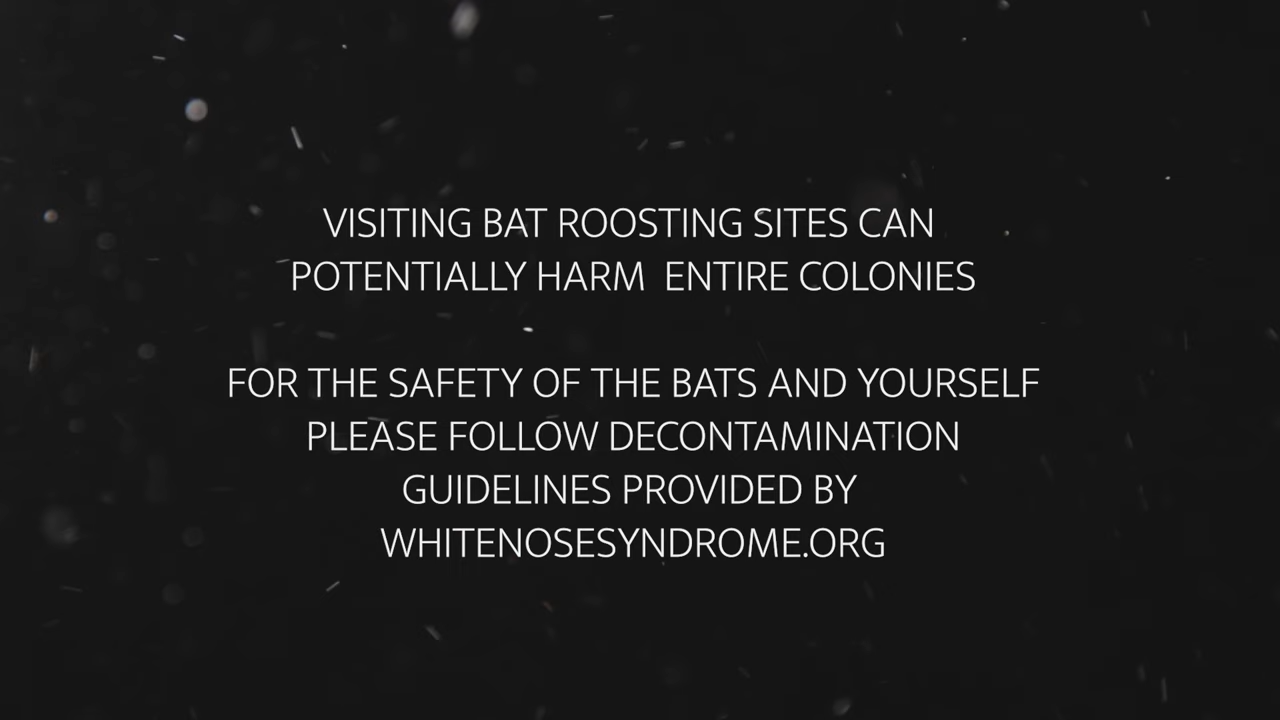 VISITING BAT ROOSTING SITES CAN
POTENTIALLY HARM  ENTIRE COLONIES
FOR THE SAFETY OF THE BATS AND YOURSELF
PLEASE FOLLOW DECONTAMINATION
GUIDELINES PROVIDED BY
WHITENOSESYNDROME.ORG